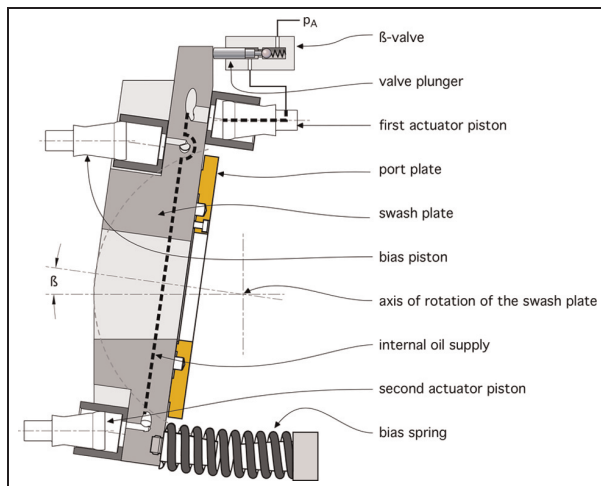 pA
ß-valve
valve plunger
first actuator piston
port plate
swash plate
bias piston
ß
axis of rotation of the swash plate
internal oil supply
second actuator piston
bias spring